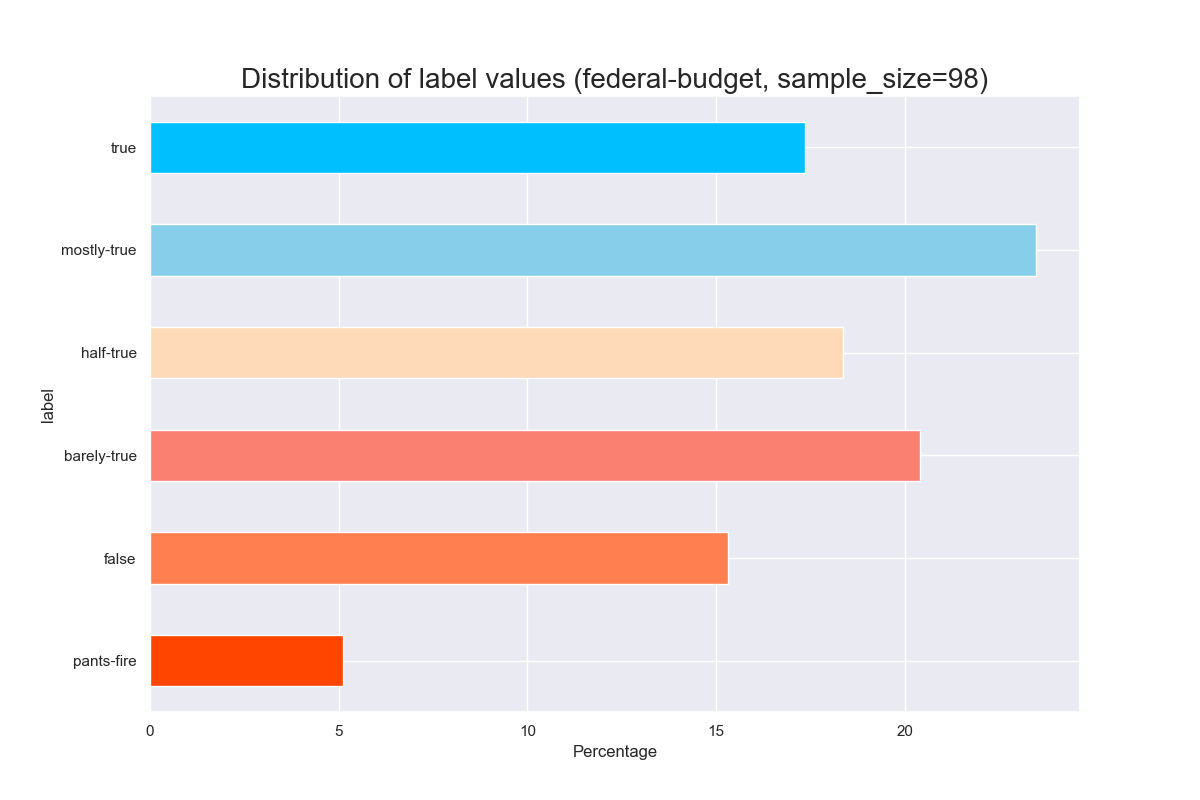 Distribution of label values (federal-budget, sample_size=98)
true
mostly-true
half-true
barely-true
false
pants-fire
label
0 5 10 15 20
Percentage